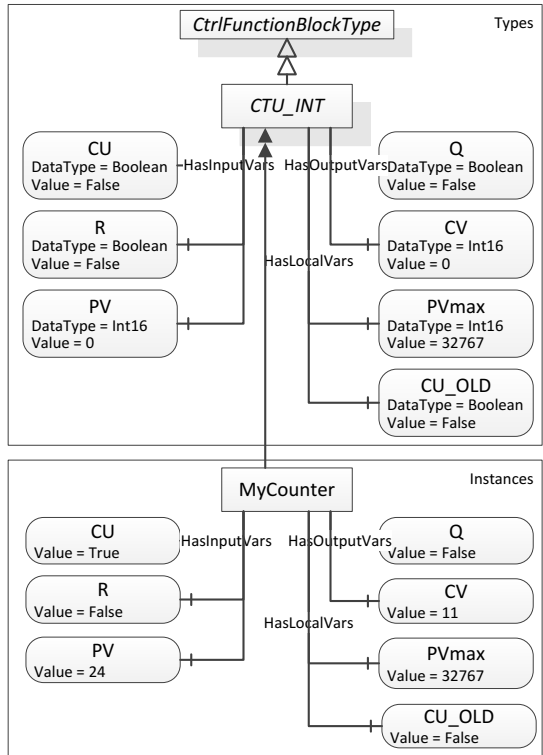 CtrlFunctionBlockType
Types
CTU_INT
CU
DataType = Boolean
Value = False
HasInputVars
HasOutputVars
Q
DataType = Boolean
Value = False
R
DataType = Boolean
Value = False
CV
DataType = Int16
Value = 0
HasLocalVars
PV
DataType = Int16
Value = 0
PVmax
DataType = Int16
Value = 32767
CU_OLD
DataType = Boolean
Value = False
Instances
MyCounter
CU
Value = True
HasInputVars
HasOutputVars
Q
Value = False
R
Value = False
CV
Value = 11
HasLocalVars
PV
Value = 24
PVmax
Value = 32767
CU_OLD
Value = False